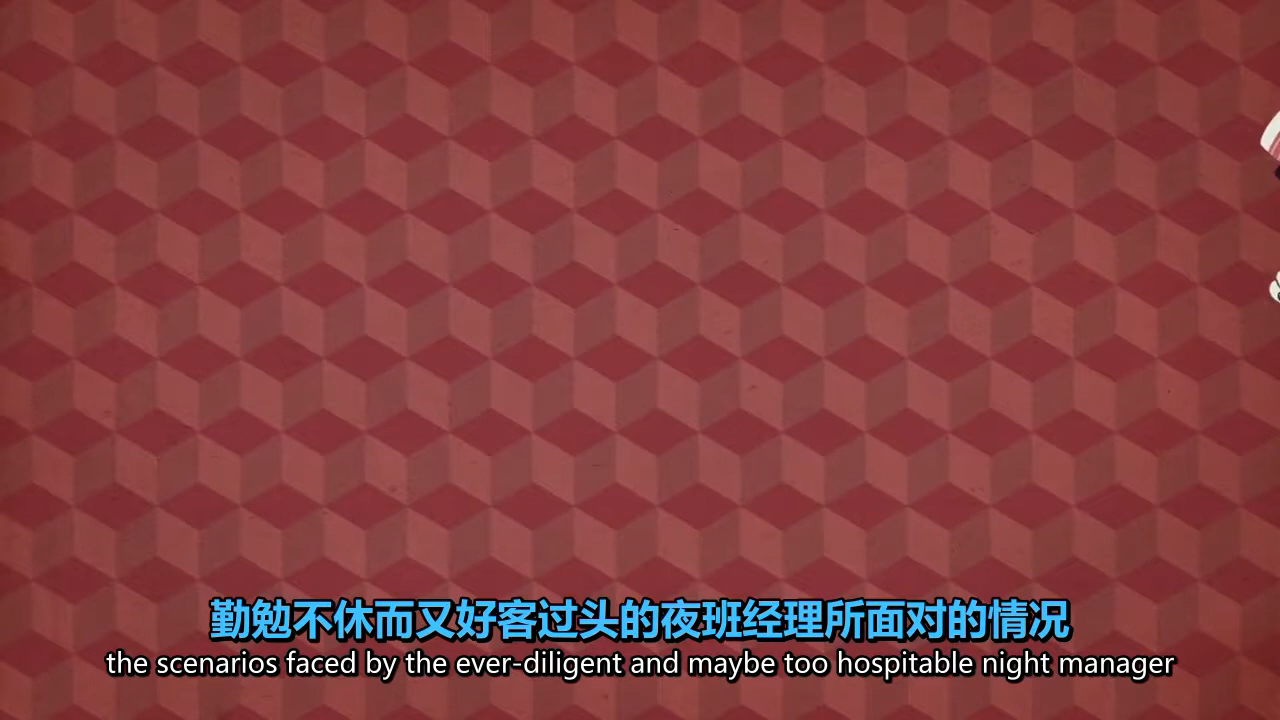 勤勉不休而又好客过头的夜班经理所面对的情况
the scenarios faced by the ever-diligent and maybe too hospitable night manager